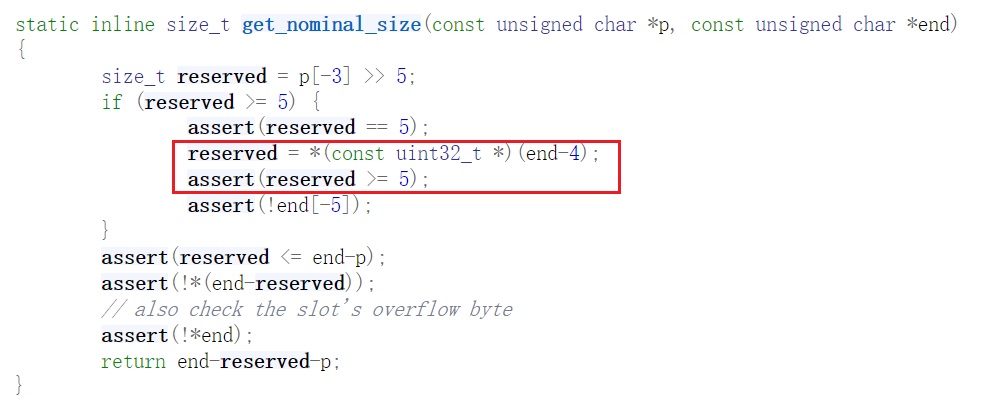 static inline size_t get_nominal_size(const unsigned char *p, const unsigned char *end)
{
size_t reserved = p[-3] >> 5;
if (reserved >= 5) {
assert(reserved == 5);
reserved = *(const uint32_t *)(end-4);
assert(reserved >= 5);
assert(!end[-5]);
}
assert(reserved <= end-p);
assert(!*(end-reserved));
// also check the slot's overflow byte
assert(!*end);
return end-reserved-p;
}